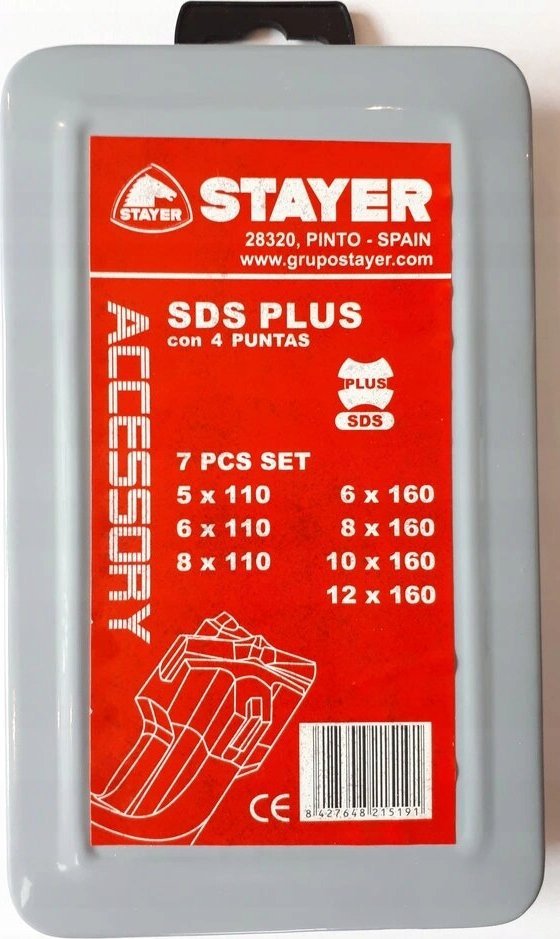 STAYER
STAYER
28320, PINTO - SPAIN
www.grupostayer.com
ACCESSORY
SDS PLUS
con 4 PUNTAS
PLUS
SDS
7 PCS SET
5 x 110
6 x 110
8 x 110
6 x 160
8 x 160
10 x 160
12 x 160
CE
8 427648 215191